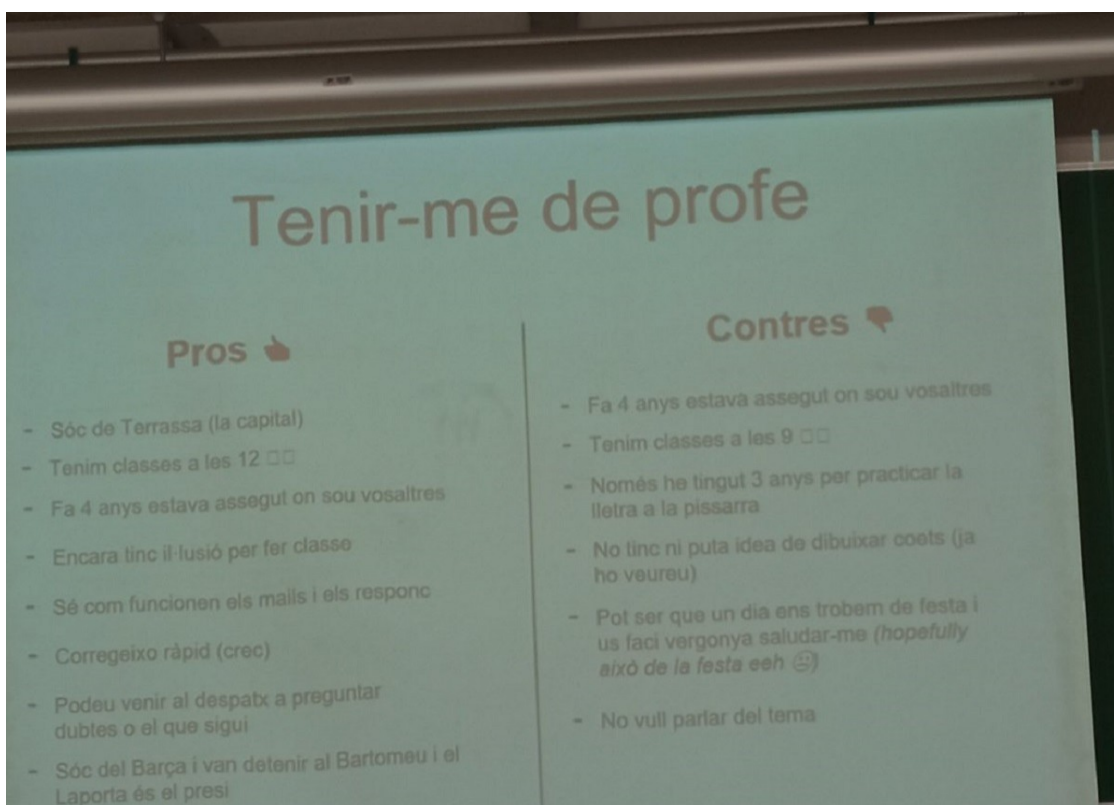 Tenir-me de profe
Pros 👍
- Sóc de Terrassa (la capital)
- Tenim classes a les 12 □□
- Fa 4 anys estava assegut on sou vosaltres
- Encara tinc il·lusió per fer classe
- Sé com funcionen els mails i els responc
- Corregeixo ràpid (crec)
- Podeu venir al despatx a preguntar
dubtes o el que sigui
- Sóc del Barça i van detenir al Bartomeu i el
Laporta és el presi
Contres 👎
- Fa 4 anys estava assegut on sou vosaltres
- Tenim classes a les 9 □□
- Només he tingut 3 anys per practicar la
lletra a la pissarra
- No tinc ni puta idea de dibuixar coets (ja
ho veureu)
- Pot ser que un dia ens trobem de festa i
us faci vergonya saludar-me (hopefully
això de la festa eeh 🙂)
- No vull parlar del tema